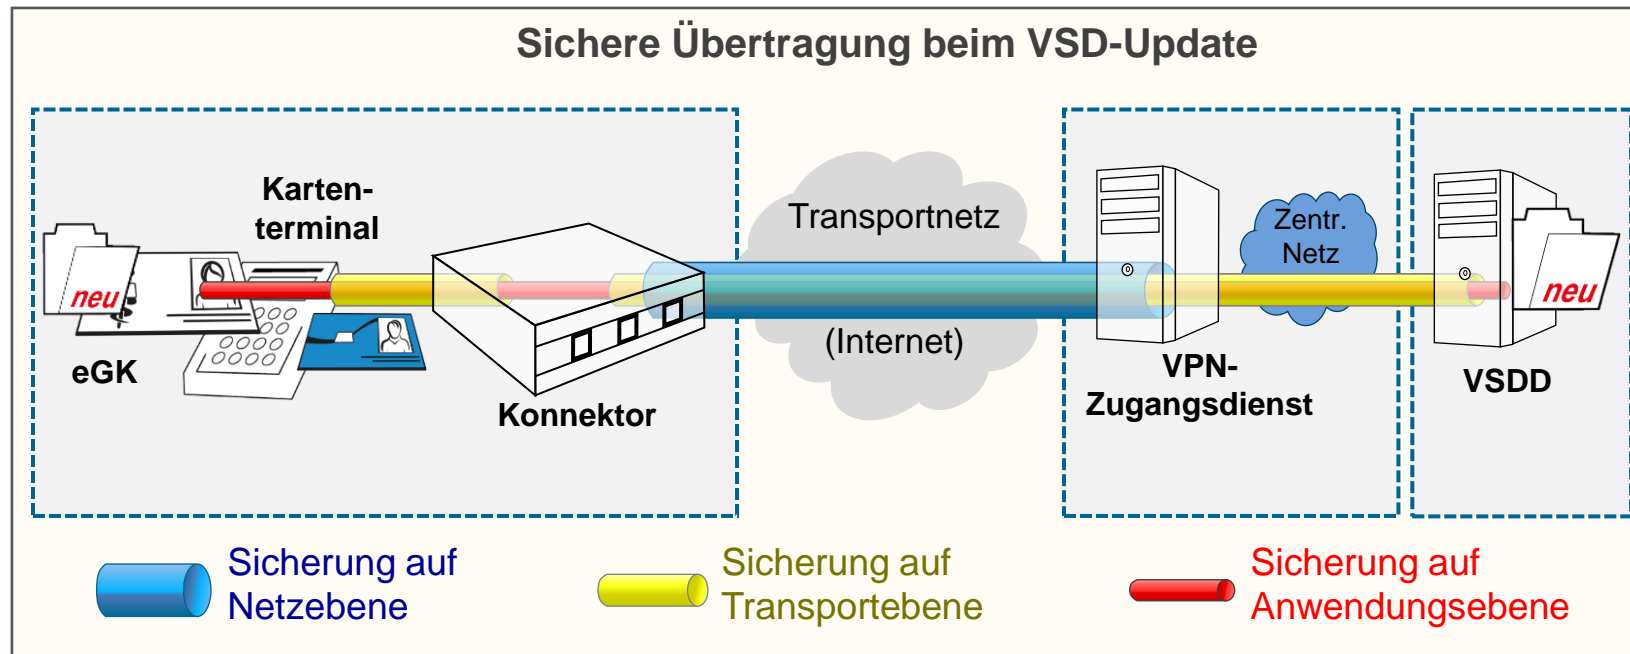 Sichere Übertragung beim VSD-Update
Karten-
terminal
neu
eGK
Konnektor
Transportnetz
(Internet)
VPN-
Zugangsdienst
Zentr.
Netz
neu
VSDD
Sicherung auf
Netzebene
Sicherung auf
Transportebene
Sicherung auf
Anwendungsebene